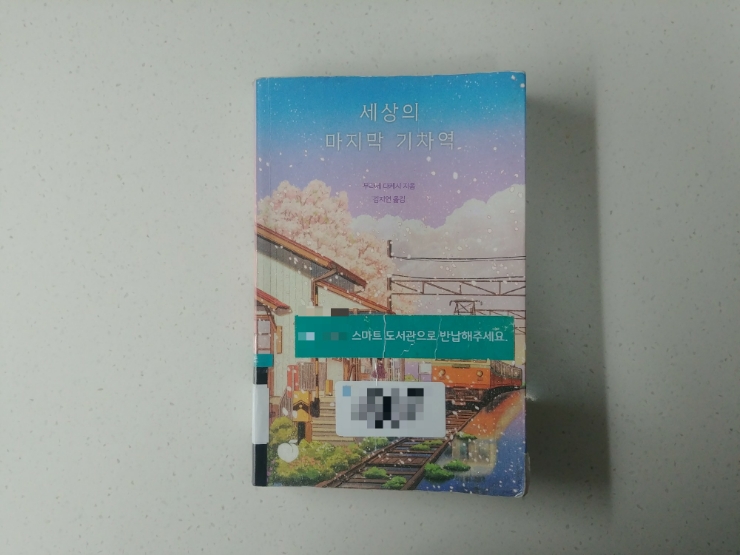 세상의
마지막 기차역
무라세 다케시 지음
김지연 옮김
스마트 도서관으로 반납해주세요.